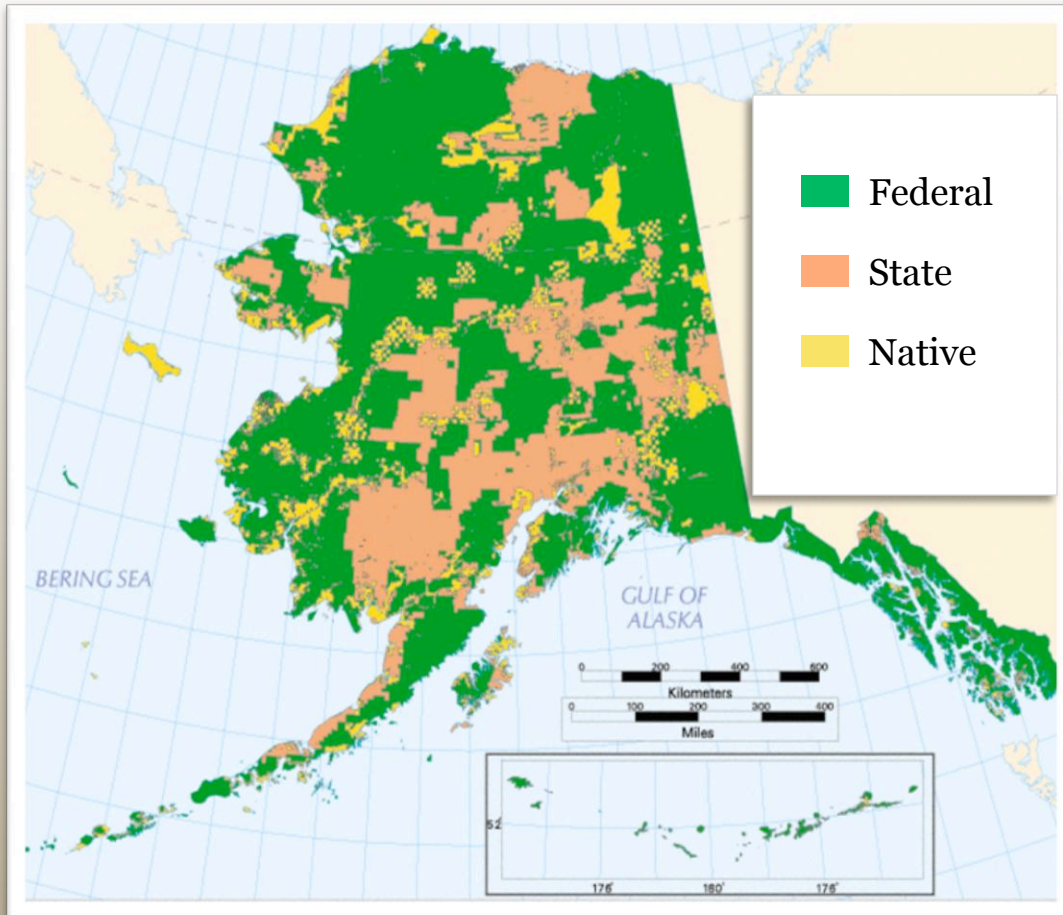 Federal
State
Native
BERING SEA
GULF OF
ALASKA
0 200 400 600
Kilometers
0 100 200 300 400
Miles
52
176° 180° 176°